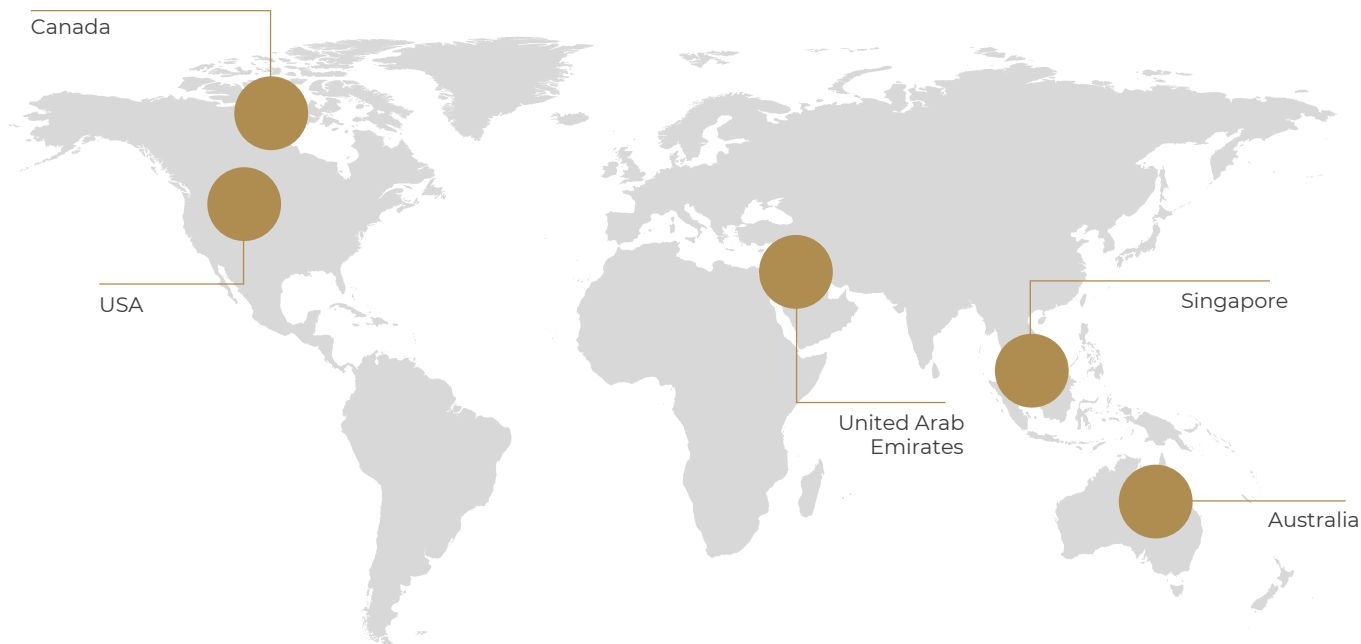 Canada
USA
Singapore
United Arab
Emirates
Australia